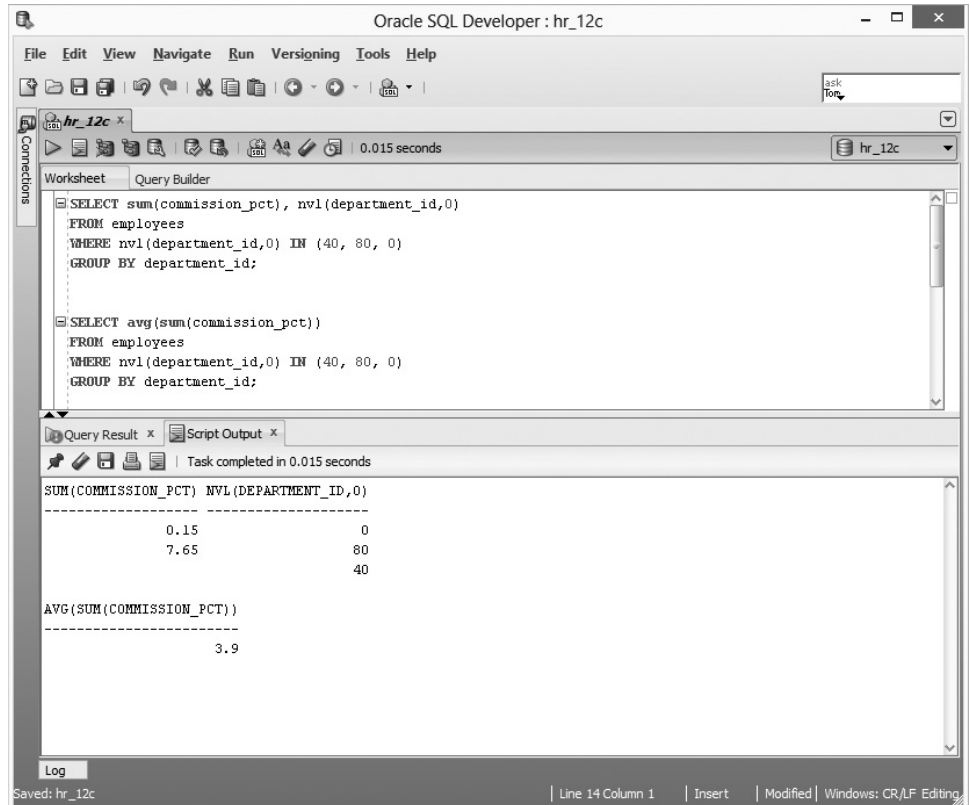 Oracle SQL Developer : hr_12c
File Edit View Navigate Run Versioning Tools Help
ask
Tom
hr_12c x
Connections
0.015 seconds
hr_12c
Worksheet Query Builder
SELECT sum(commission_pct), nvl(department_id,0)
FROM employees
WHERE nvl(department_id,0) IN (40, 80, 0)
GROUP BY department_id;
SELECT avg(sum(commission_pct))
FROM employees
WHERE nvl(department_id,0) IN (40, 80, 0)
GROUP BY department_id;
Query Result x Script Output x
Task completed in 0.015 seconds
SUM(COMMISSION_PCT) NVL(DEPARTMENT_ID,0)
------------------- --------------------
0.15 0
7.65 80
40
AVG(SUM(COMMISSION_PCT))
------------------------
3.9
Log
Saved: hr_12c Line 14 Column 1 Insert Modified Windows: CR/LF Editing